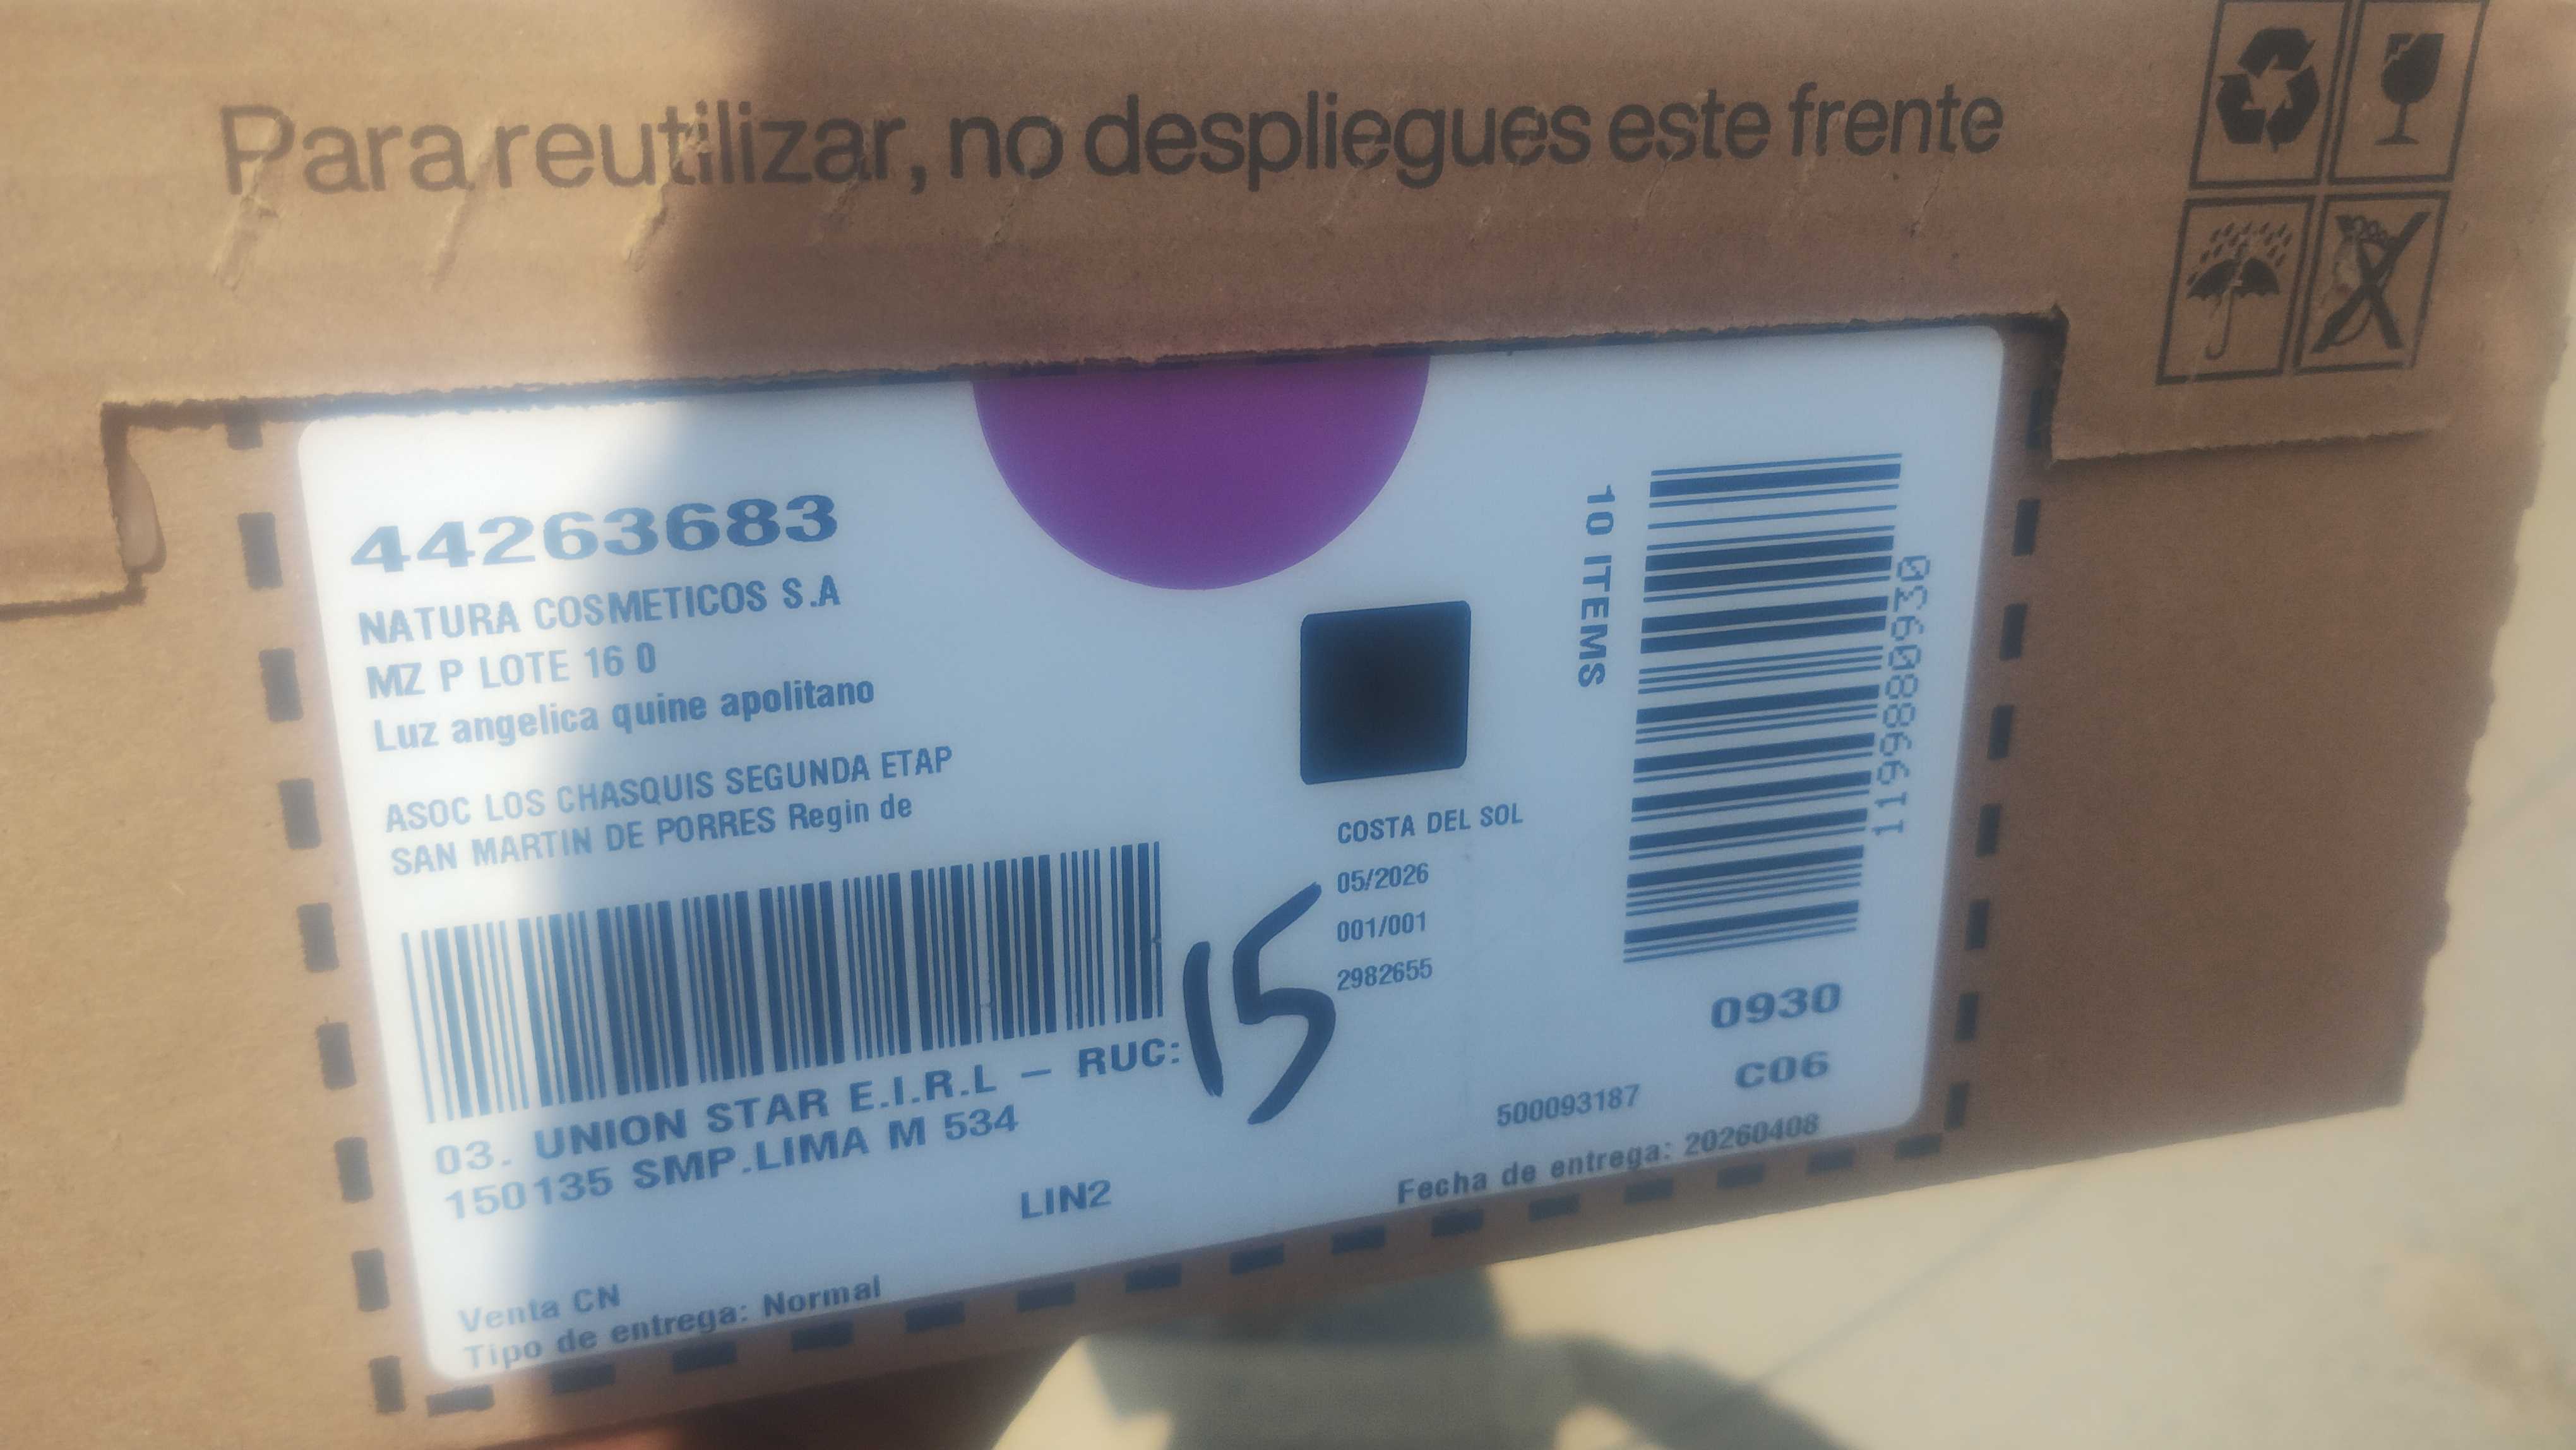 Para reutilizar, no despliegues este frente
44263683
NATURA COSMETICOS S.A
MZ P LOTE 16 0
Luz angelica quine apolitano
ASOC LOS CHASQUIS SEGUNDA ETAP
SAN MARTIN DE PORRES Regin de
03. UNION STAR E.I.R.L – RUC:
150135 SMP.LIMA M 534
LIN2
Venta CN
Tipo de entrega: Normal
15
COSTA DEL SOL
05/2026
001/001
2982655
10 ITEMS
1199880930
0930
C06
500093187
Fecha de entrega: 20260408